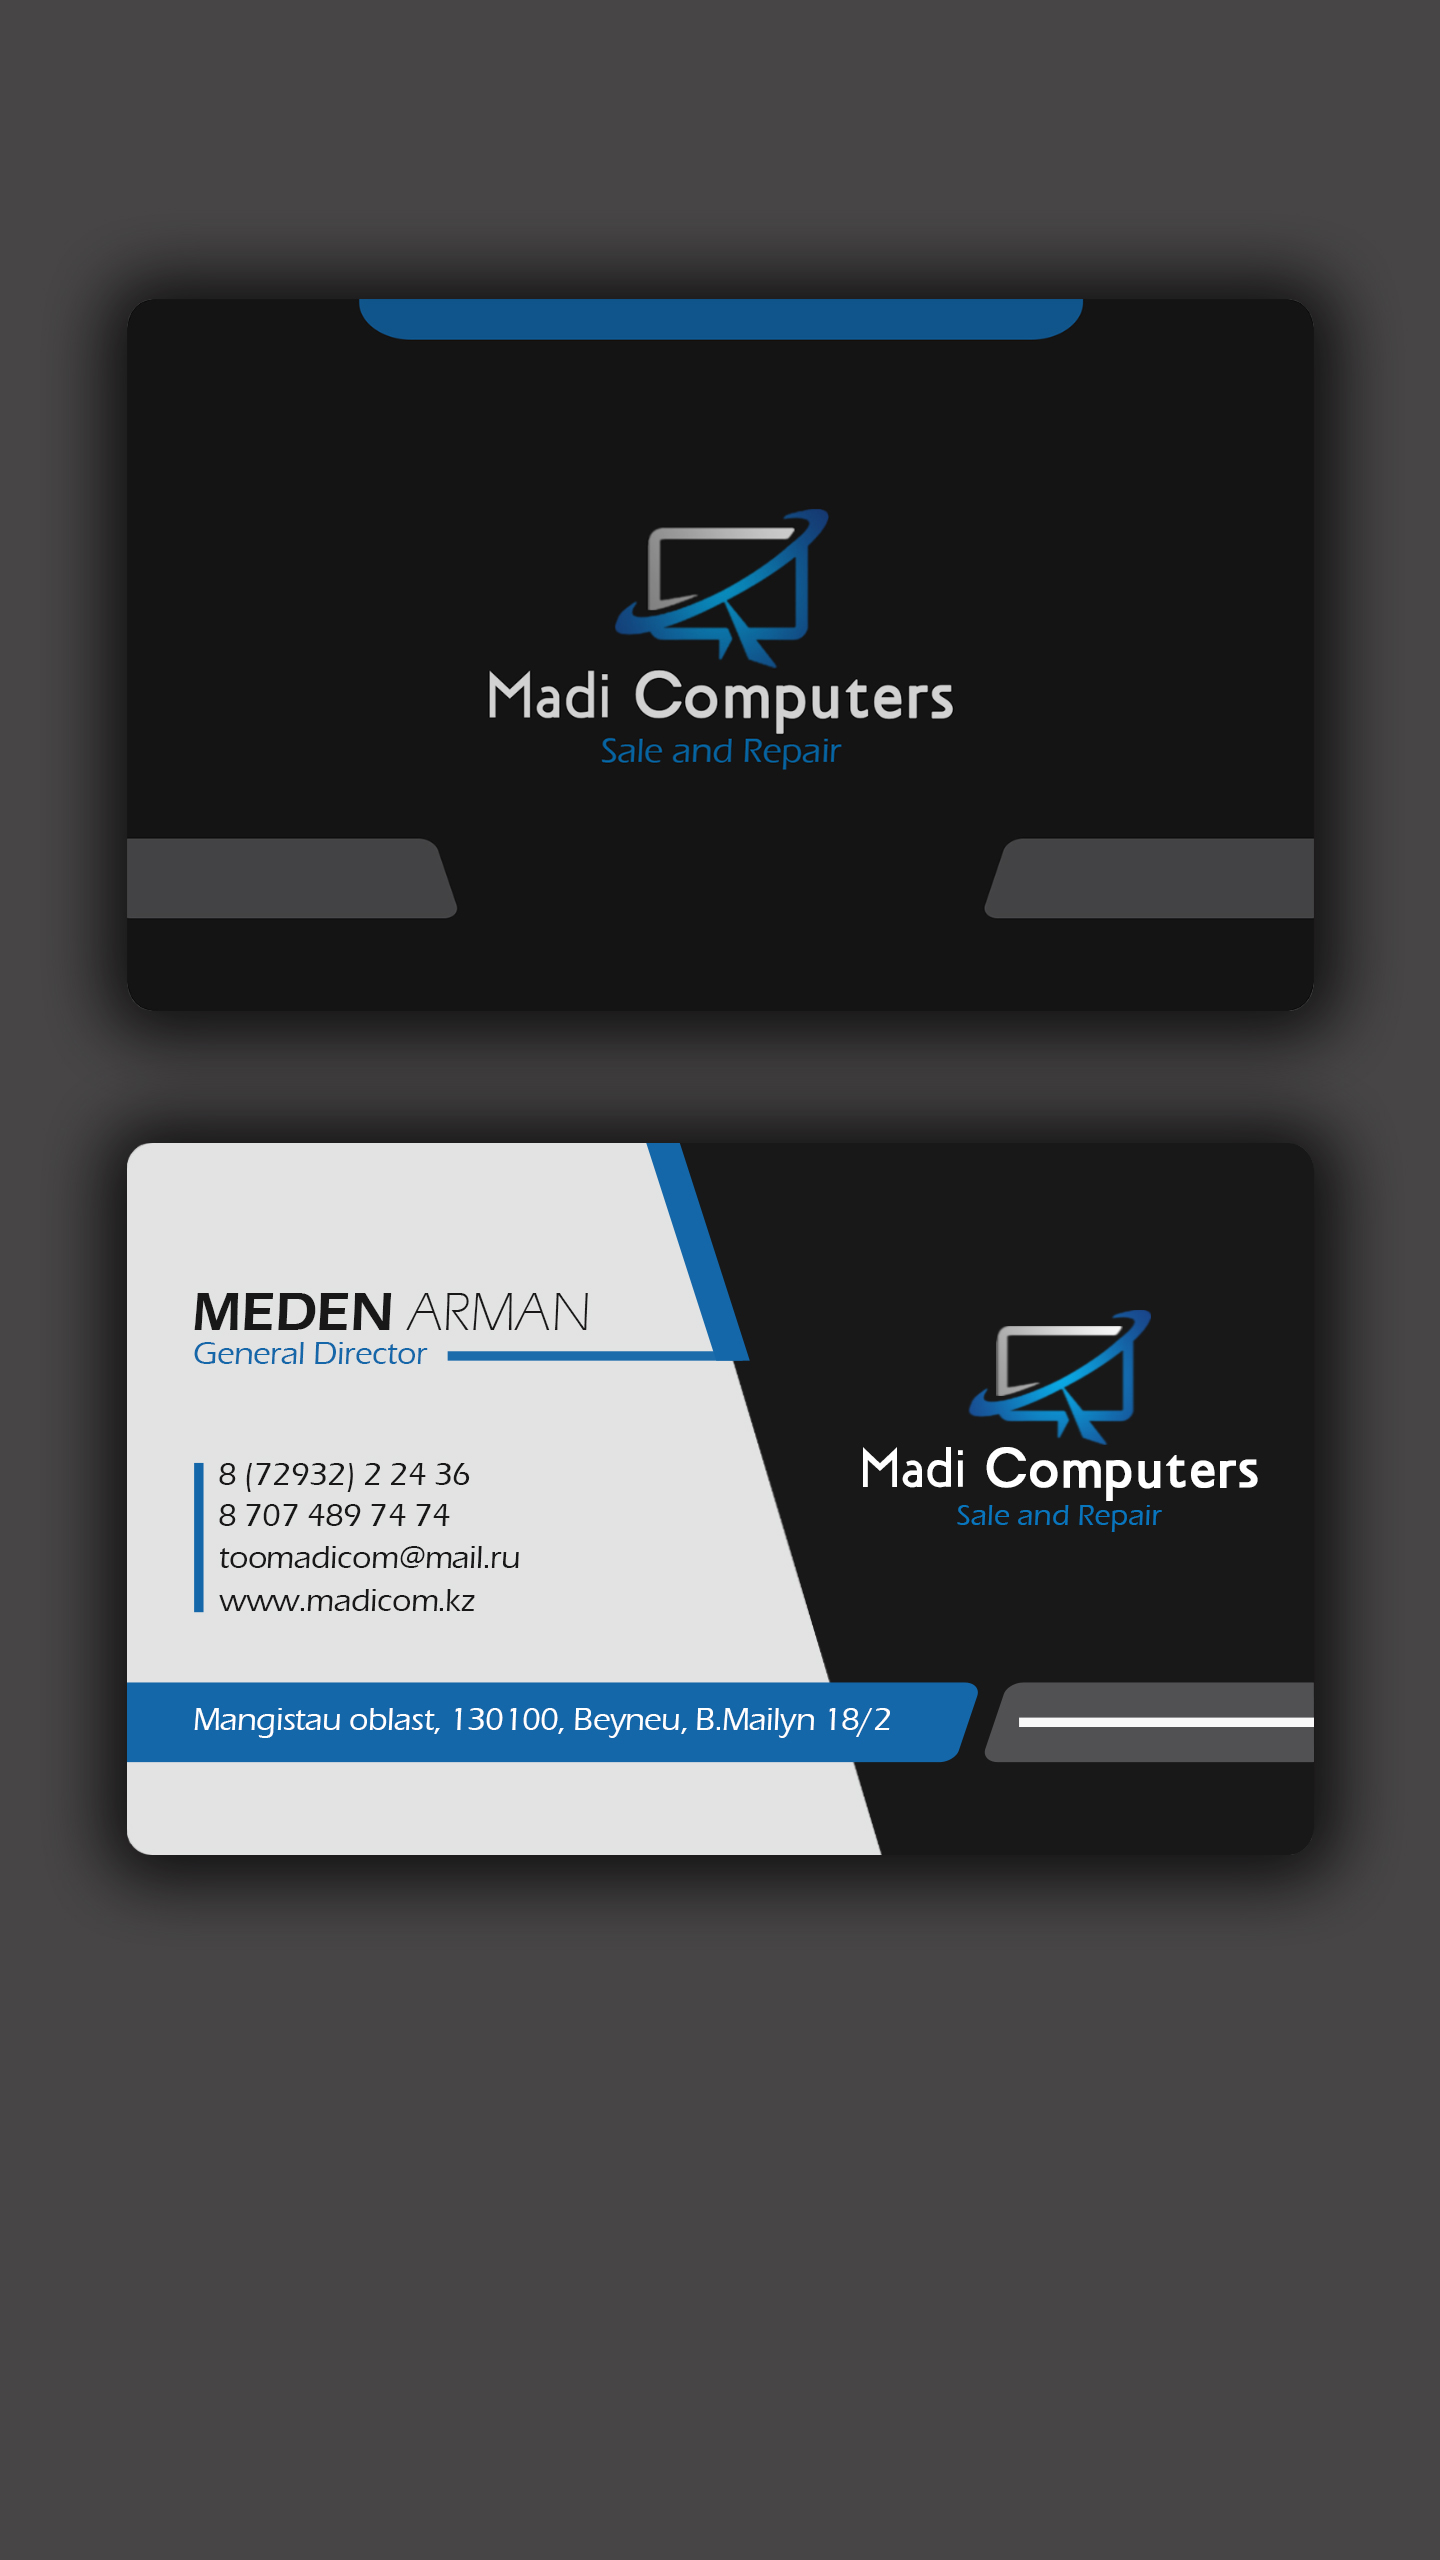 Madi Computers
Sale and Repair
MEDEN ARMAN
General Director
8 (72932) 2 24 36
8 707 489 74 74
toomadicom@mail.ru
www.madicom.kz
Madi Computers
Sale and Repair
Mangistau oblast, 130100, Beyneu, B.Mailyn 18/2